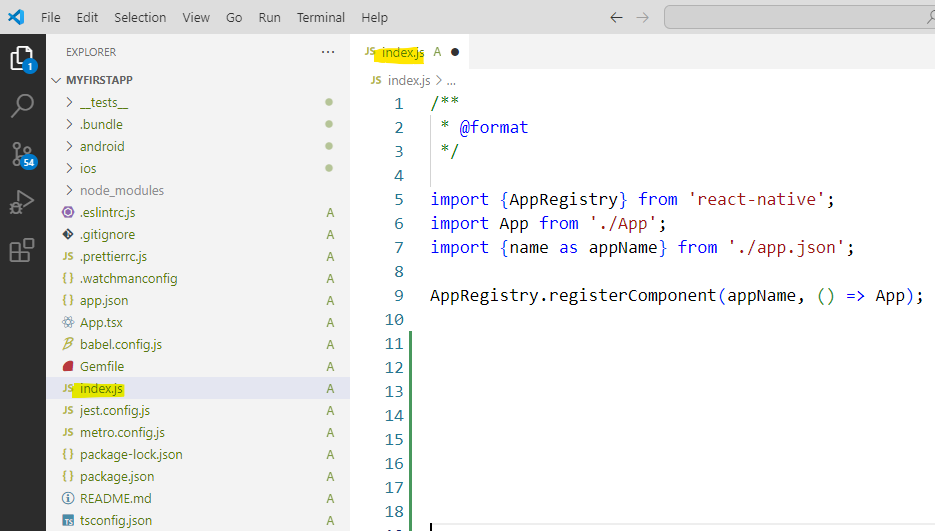 File Edit Selection View Go Run Terminal Help
EXPLORER
MYFIRSTAPP
__tests__
.bundle
android
ios
node_modules
.eslintrc.js A
.gitignore A
.prettierrc.js A
.watchmanconfig A
app.json A
App.tsx A
babel.config.js A
Gemfile A
JS index.js A
JS jest.config.js A
JS metro.config.js A
package-lock.json A
package.json A
README.md A
TS tsconfig.json A
1
54
JS index.js A
JS index.js > ...
1 /**
2 * @format
3 */
4
5 import {AppRegistry} from 'react-native';
6 import App from './App';
7 import {name as appName} from './app.json';
8
9 AppRegistry.registerComponent(appName, () => App);
10
11
12
13
14
15
16
17
18